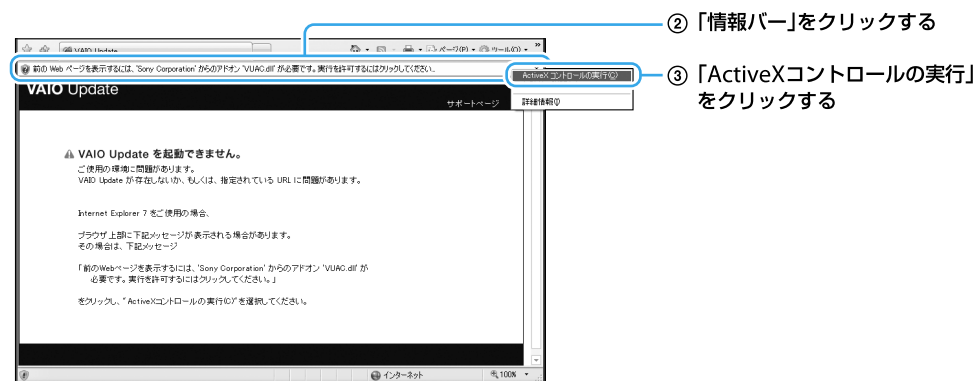 ② 「情報バー」をクリックする
VAIO Update
ページ(P) ツール(O)
前の Web ページを表示するには、'Sony Corporation' からのアドオン 'VUAC.dll' が必要です。実行を許可するにはクリックしてください...
ActiveX コントロールの実行(C)
③ 「ActiveXコントロールの実行」
をクリックする
VAIO Update
サポートページ
詳細情報(I)
VAIO Update を起動できません。
ご使用の環境に問題があります。
VAIO Update が存在しないか、もしくは、指定されている URL に問題があります。
Internet Explorer 7 をご使用の場合、
ブラウザ上部に下記メッセージが表示される場合があります。
その場合は、下記メッセージ
「前のWebページを表示するには、'Sony Corporation' からのアドオン 'VUAC.dll' が
必要です。実行を許可するにはクリックしてください。」
をクリックし、"ActiveXコントロールの実行(C)"を選択してください。
インターネット
100%